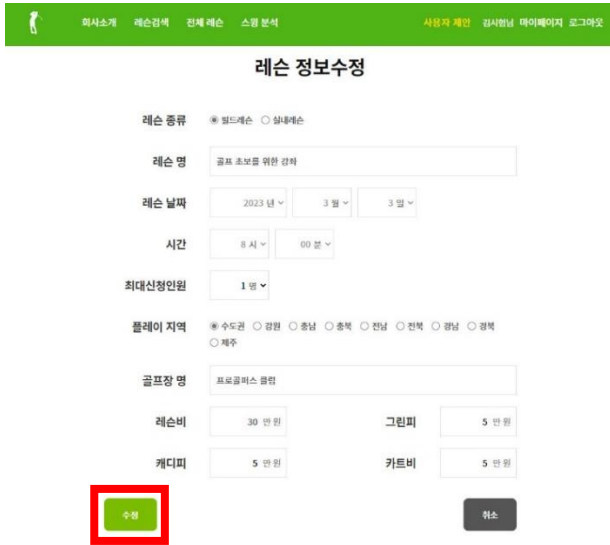 회사소개 레슨검색 전체 레슨 스윙 분석 사용자 제안 김시헌님 마이페이지 로그아웃
레슨 정보수정
레슨 종류 필드레슨 실내레슨
레슨 명 골프 초보를 위한 강좌
레슨 날짜 2023 년 3 월 3 일
시간 8 시 00 분
최대신청인원 1 명
플레이 지역 수도권 강원 충남 충북 전남 전북 경남 경북
제주
골프장 명 프로골퍼스 클럽
레슨비 30 만원 그린피 5 만원
캐디피 5 만원 카트비 5 만원
수정 취소